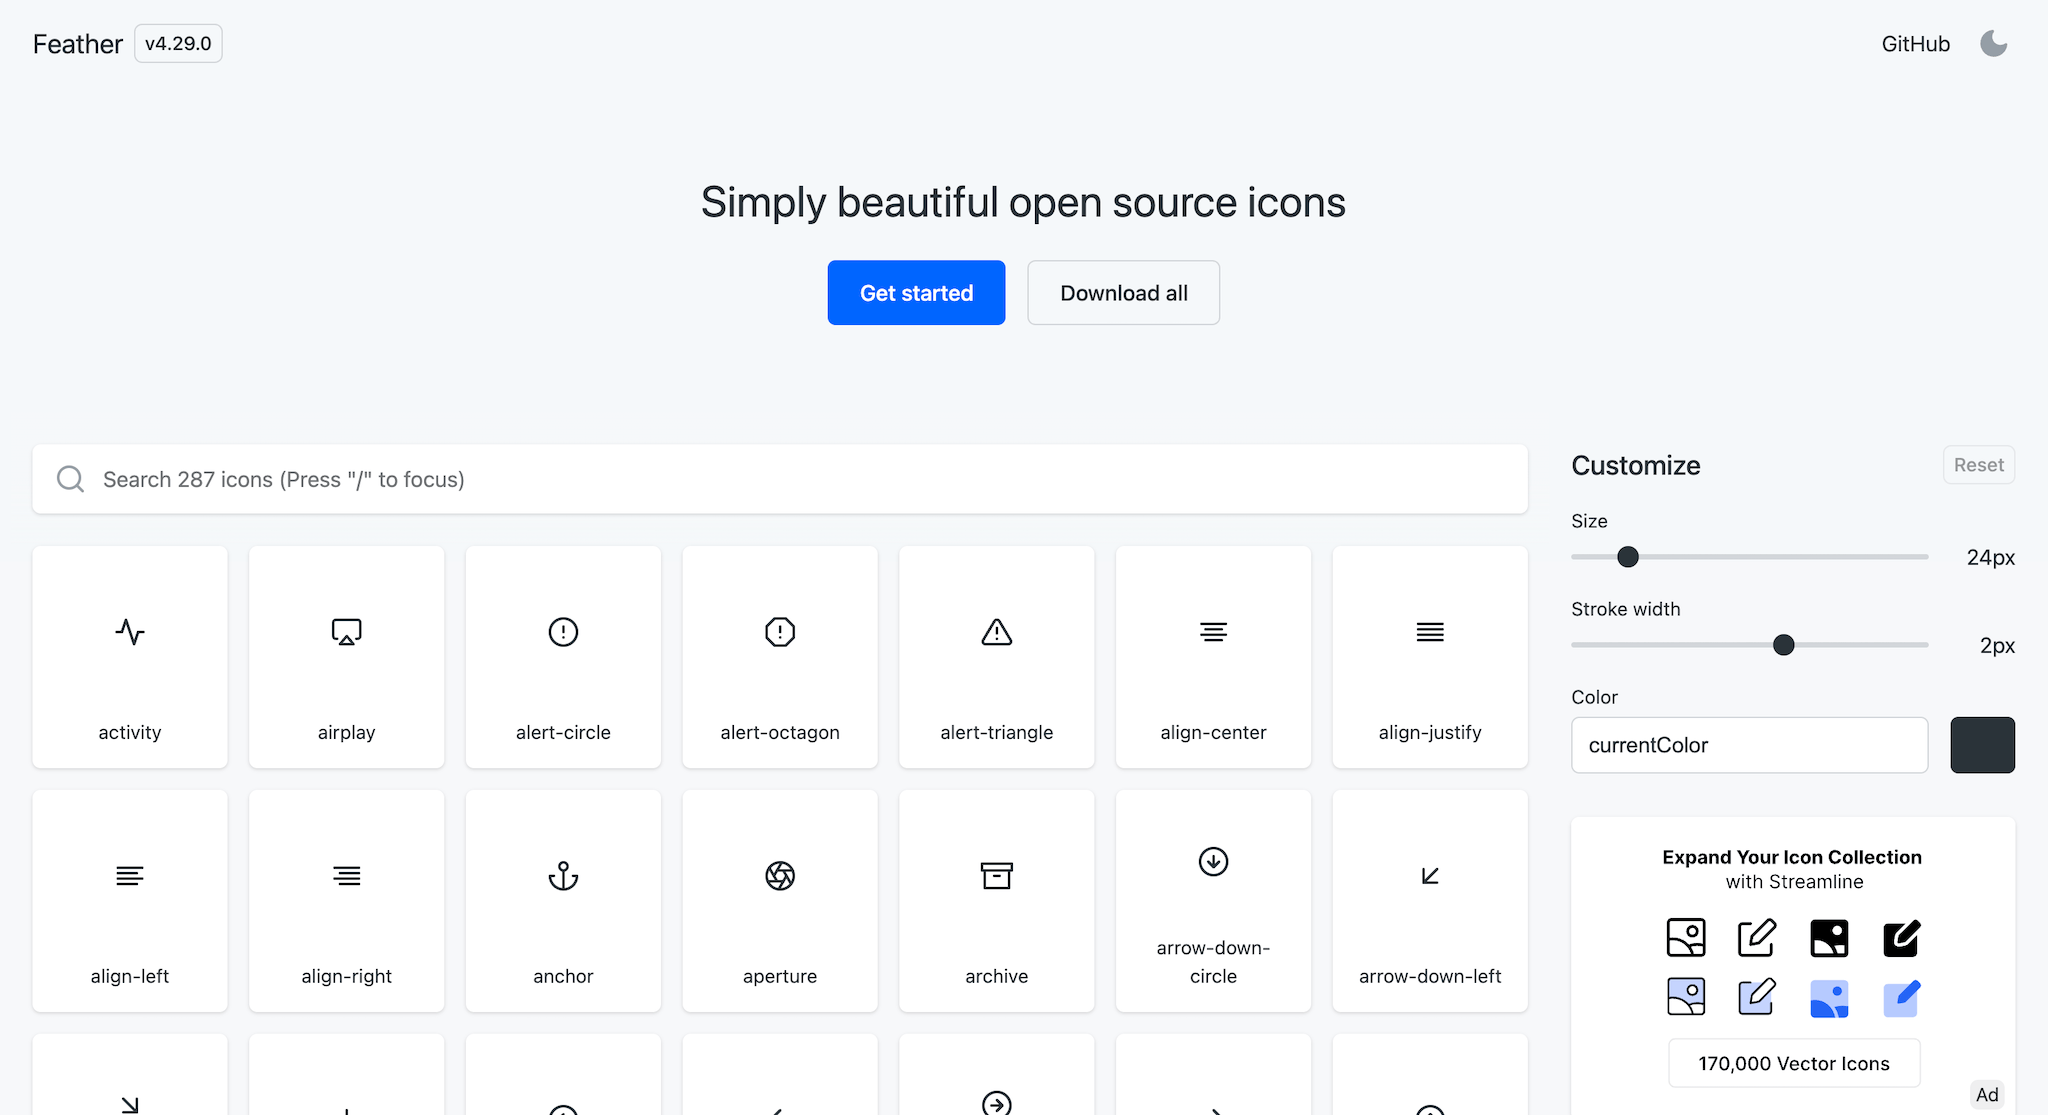 Feather
v4.29.0
GitHub
Simply beautiful open source icons
Get started
Download all
Search 287 icons (Press "/" to focus)
activity
airplay
alert-circle
alert-octagon
alert-triangle
align-center
align-justify
align-left
align-right
anchor
aperture
archive
arrow-down-
circle
arrow-down-left
Customize
Reset
Size
24px
Stroke width
2px
Color
currentColor
Expand Your Icon Collection
with Streamline
170,000 Vector Icons
Ad